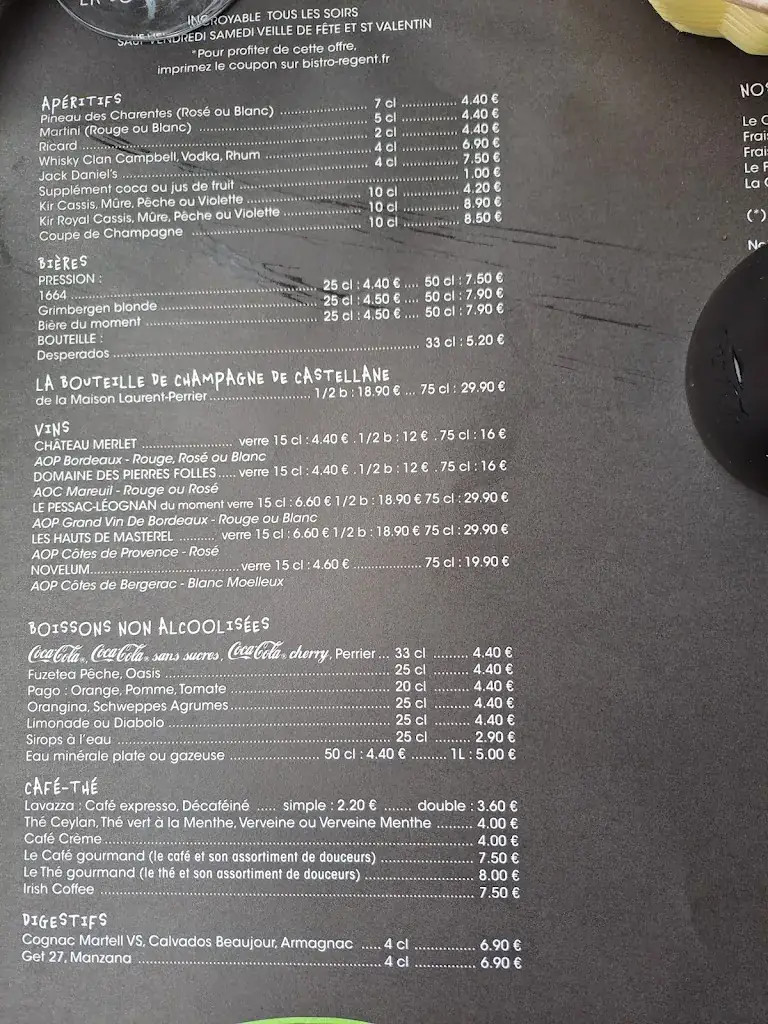 INCROYABLE TOUS LES SOIRS
VENDREDI SAMEDI VEILLE DE FÊTE ET ST VALENTIN
*Pour profiter de cette offre,
imprimez le coupon sur bistro-regent.fr
APÉRITIFS
Pineau des Charentes (Rosé ou Blanc) ........ 7 cl ........ 4.40 €
Martini (Rouge ou Blanc) ........ 5 cl ........ 4.40 €
Ricard ........ 2 cl ........ 4.40 €
Whisky Clan Campbell, Vodka, Rhum ........ 4 cl ........ 6.90 €
Jack Daniel's ........ 4 cl ........ 7.50 €
Supplément coca ou jus de fruit ........ 1.00 €
Kir Cassis, Mûre, Pêche ou Violette ........ 10 cl ........ 4.20 €
Kir Royal Cassis, Mûre, Pêche ou Violette ........ 10 cl ........ 8.90 €
Coupe de Champagne ........ 10 cl ........ 8.50 €
BIÈRES
PRESSION :
1664 ........ 25 cl : 4.40 € .... 50 cl : 7.50 €
Grimbergen blonde ........ 25 cl : 4.50 € .... 50 cl : 7.90 €
Bière du moment ........ 25 cl : 4.50 € .... 50 cl : 7.90 €
BOUTEILLE :
Desperados ........ 33 cl : 5.20 €
LA BOUTEILLE DE CHAMPAGNE DE CASTELLANE
de la Maison Laurent-Perrier ........ 1/2 b : 18.90 € ... 75 cl : 29.90 €
VINS
CHÂTEAU MERLET ........ verre 15 cl : 4.40 € . 1/2 b : 12 € . 75 cl : 16 €
AOP Bordeaux - Rouge, Rosé ou Blanc
DOMAINE DES PIERRES FOLLES ..... verre 15 cl : 4.40 € . 1/2 b : 12 € . 75 cl : 16 €
AOC Mareuil - Rouge ou Rosé
LE PESSAC-LÉOGNAN du moment verre 15 cl : 6.60 € 1/2 b : 18.90 € 75 cl : 29.90 €
AOP Grand Vin De Bordeaux - Rouge ou Blanc
LES HAUTS DE MASTEREL ........ verre 15 cl : 6.60 € 1/2 b : 18.90 € 75 cl : 29.90 €
AOP Côtes de Provence - Rosé
NOVELUM ........ verre 15 cl : 4.60 € ........ 75 cl : 19.90 €
AOP Côtes de Bergerac - Blanc Moelleux
BOISSONS NON ALCOOLISÉES
Coca-Cola, Coca-Cola sans sucres, Coca-Cola cherry, Perrier ... 33 cl ........ 4.40 €
Fuzetea Pêche, Oasis ........ 25 cl ........ 4.40 €
Pago : Orange, Pomme, Tomate ........ 20 cl ........ 4.40 €
Orangina, Schweppes Agrumes ........ 25 cl ........ 4.40 €
Limonade ou Diabolo ........ 25 cl ........ 4.40 €
Sirops à l'eau ........ 25 cl ........ 2.90 €
Eau minérale plate ou gazeuse ........ 50 cl : 4.40 € ........ 1L : 5.00 €
CAFÉ-THÉ
Lavazza : Café expresso, Décaféiné ..... simple : 2.20 € ....... double : 3.60 €
Thé Ceylan, Thé vert à la Menthe, Verveine ou Verveine Menthe ........ 4.00 €
Café Crème ........ 4.00 €
Le Café gourmand (le café et son assortiment de douceurs) ........ 7.50 €
Le Thé gourmand (le thé et son assortiment de douceurs) ........ 8.00 €
Irish Coffee ........ 7.50 €
DIGESTIFS
Cognac Martell VS, Calvados Beaujour, Armagnac ..... 4 cl ........ 6.90 €
Get 27, Manzana ........ 4 cl ........ 6.90 €
NOS
Le
Frai
Frai
Le
La
(*)